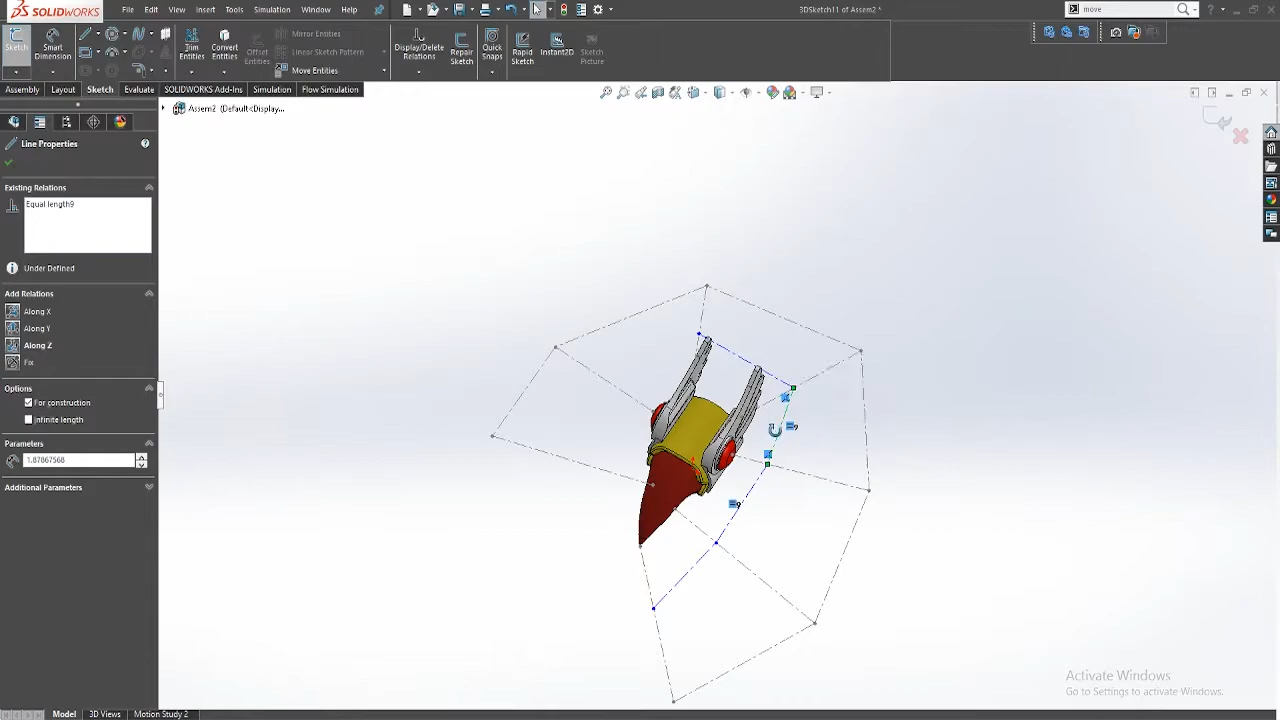 SOLIDWORKS
File
Edit
View
Insert
Tools
Simulation
Window
Help
3DSketch11 of Assem2 *
move
Sketch
Smart Dimension
Trim Entities
Convert Entities
Offset Entities
Mirror Entities
Linear Sketch Pattern
Move Entities
Display/Delete Relations
Repair Sketch
Quick Snaps
Rapid Sketch
Instant2D
Sketch Picture
Assembly
Layout
Sketch
Evaluate
SOLIDWORKS Add-Ins
Simulation
Flow Simulation
Assem2 (Default<Display...
Line Properties
Existing Relations
Equal length9
Under Defined
Add Relations
Along X
Along Y
Along Z
Fix
Options
For construction
Infinite length
Parameters
1.87867568
Additional Parameters
Activate Windows
Go to Settings to activate Windows.
Model
3D Views
Motion Study 2